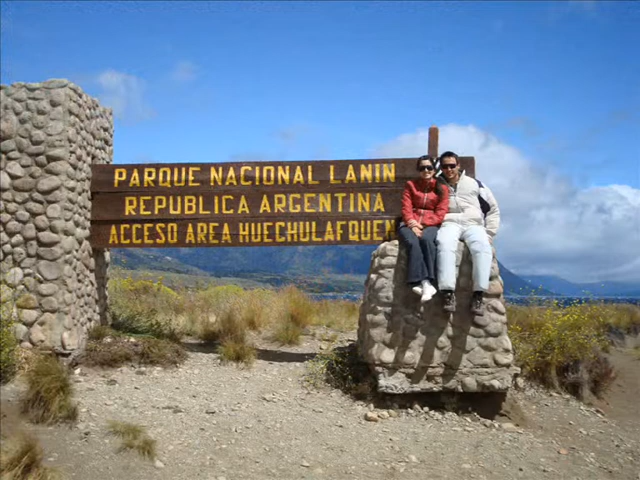 PARQUE NACIONAL LANIN
REPUBLICA ARGENTINA
ACCESO AREA HUECHULAFQUEN